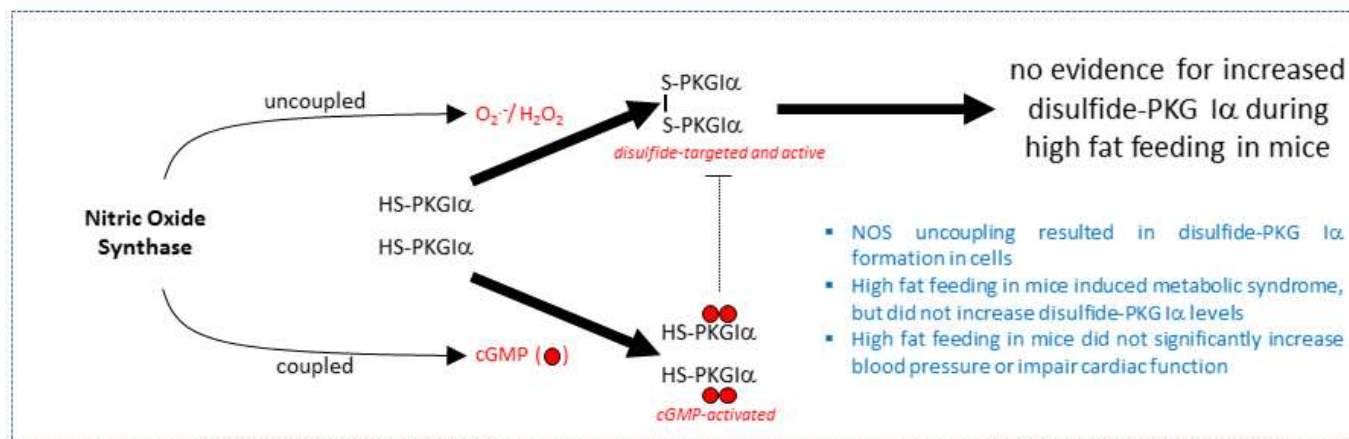 uncoupled
O₂·⁻/ H₂O₂
Nitric Oxide
Synthase
coupled
cGMP ( )
HS-PKGIα
HS-PKGIα
S-PKGIα
S-PKGIα
disulfide-targeted and active
HS-PKGIα
HS-PKGIα
cGMP-activated
no evidence for increased
disulfide-PKG Iα during
high fat feeding in mice
▪ NOS uncoupling resulted in disulfide-PKG Iα
formation in cells
▪ High fat feeding in mice induced metabolic syndrome,
but did not increase disulfide-PKG Iα levels
▪ High fat feeding in mice did not significantly increase
blood pressure or impair cardiac function